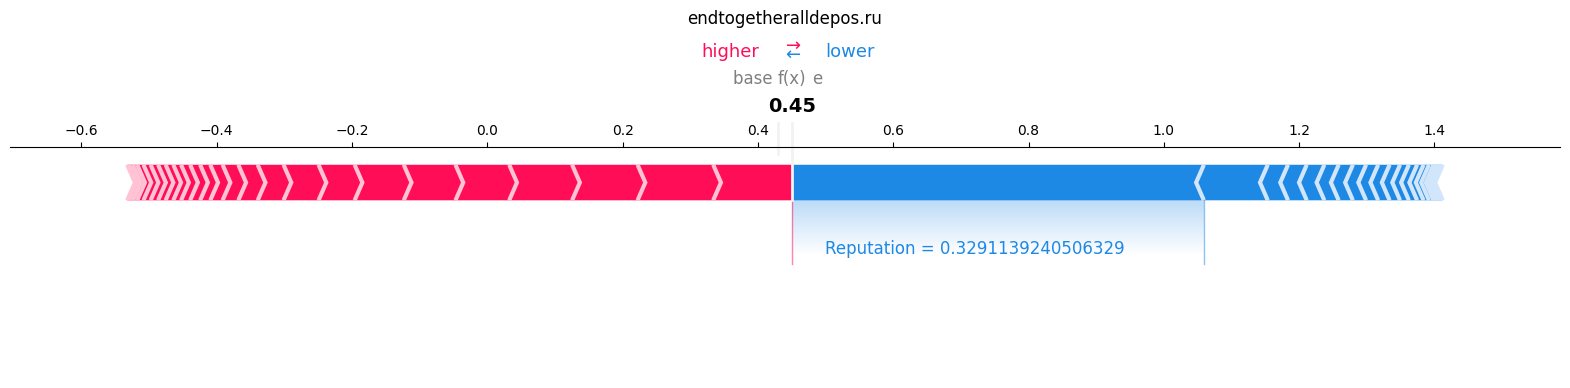 endtogetheralldepos.ru
higher ⇄ lower
base f(x) e
0.45
−0.6 −0.4 −0.2 0.0 0.2 0.4 0.6 0.8 1.0 1.2 1.4
Reputation = 0.3291139240506329